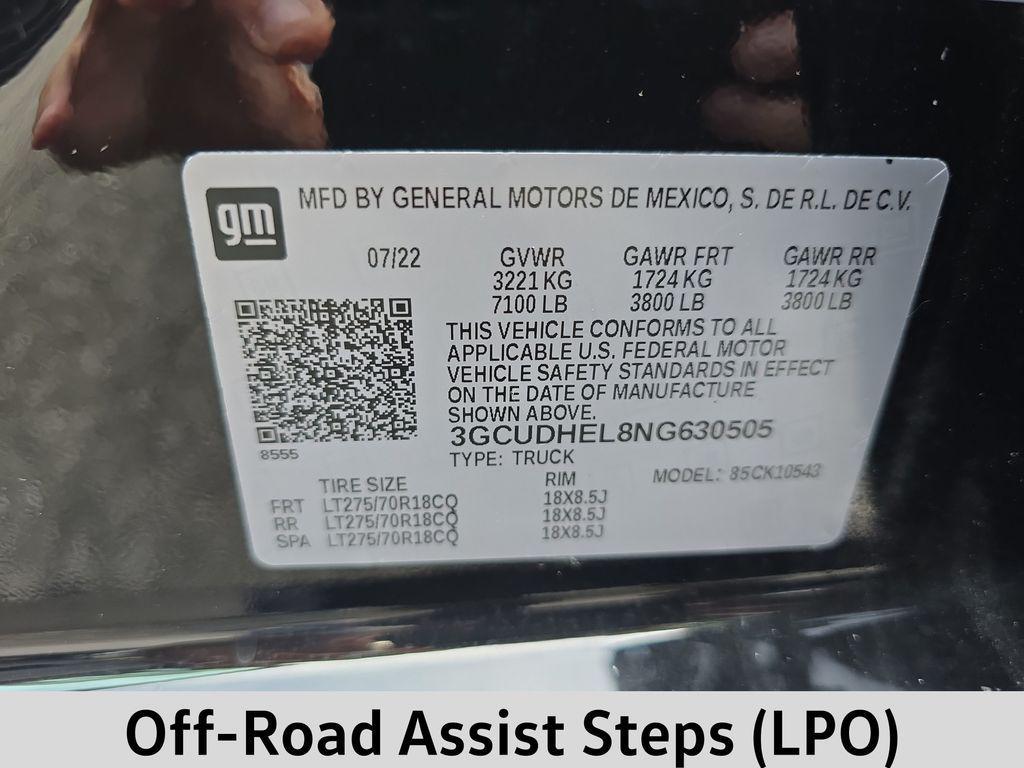 gm
MFD BY GENERAL MOTORS DE MEXICO, S. DE R.L. DE C.V.
07/22 GVWR GAWR FRT GAWR RR
3221 KG 1724 KG 1724 KG
7100 LB 3800 LB 3800 LB
THIS VEHICLE CONFORMS TO ALL
APPLICABLE U.S. FEDERAL MOTOR
VEHICLE SAFETY STANDARDS IN EFFECT
ON THE DATE OF MANUFACTURE
SHOWN ABOVE.
3GCUDHEL8NG630505
8555
TYPE: TRUCK MODEL: 85CK10543
TIRE SIZE RIM
FRT LT275/70R18CQ 18X8.5J
RR LT275/70R18CQ 18X8.5J
SPA LT275/70R18CQ 18X8.5J
Off-Road Assist Steps (LPO)